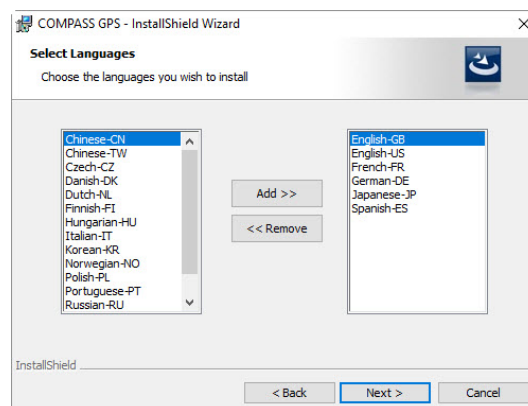 COMPASS GPS - InstallShield Wizard
Select Languages
Choose the languages you wish to install
Chinese-CN
Chinese-TW
Czech-CZ
Danish-DK
Dutch-NL
Finnish-FI
Hungarian-HU
Italian-IT
Korean-KR
Norwegian-NO
Polish-PL
Portuguese-PT
Russian-RU
Add >>
<< Remove
English-GB
English-US
French-FR
German-DE
Japanese-JP
Spanish-ES
InstallShield
< Back
Next >
Cancel